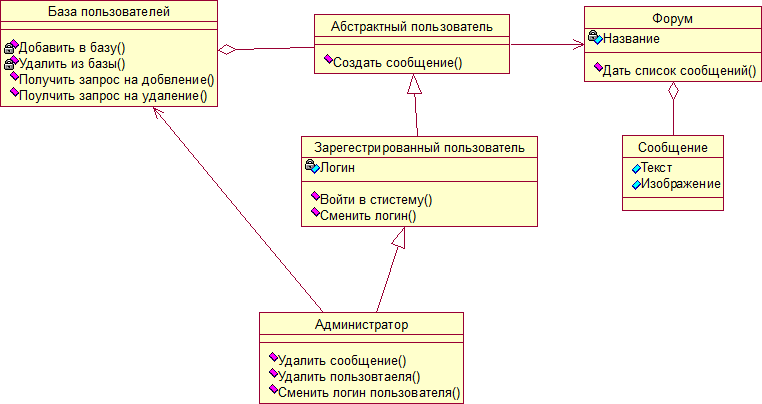 База пользователей
Добавить в базу()
Удалить из базы()
Получить запрос на добвление()
Поулчить запрос на удаление()
Абстрактный пользователь
Создать сообщение()
Форум
Название
Дать список сообщений()
Сообщение
Текст
Изображение
Зарегестрированный пользователь
Логин
Войти в стистему()
Сменить логин()
Администратор
Удалить сообщение()
Удалить пользовтаеля()
Сменить логин пользователя()